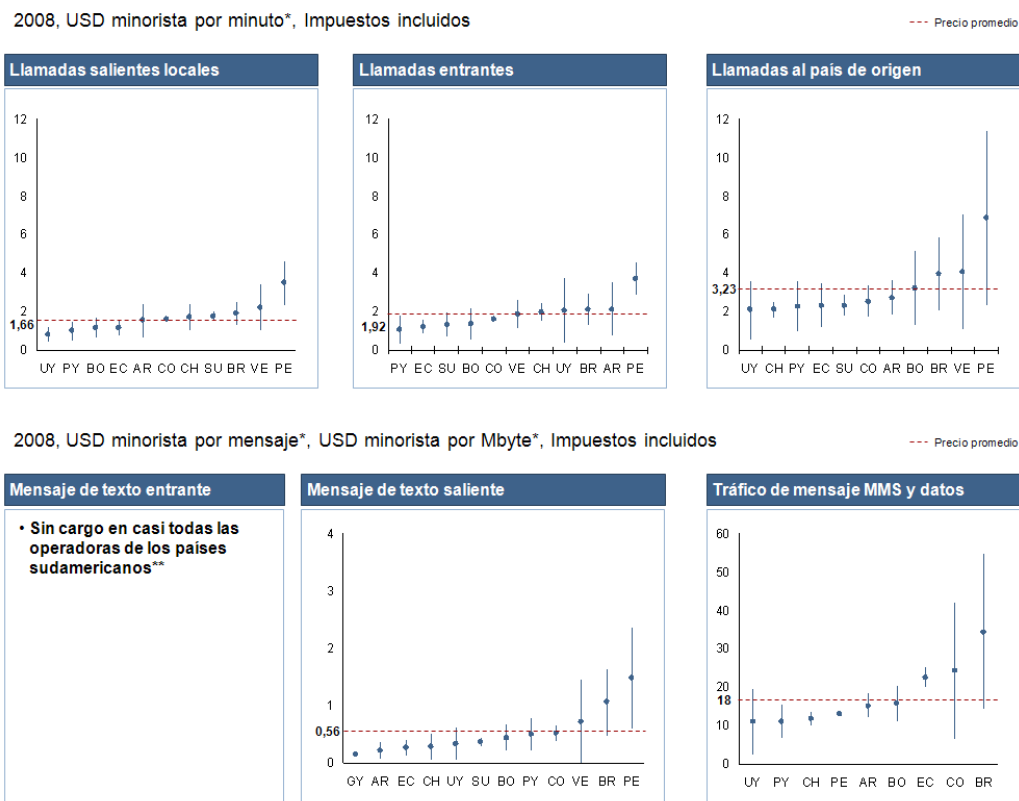 2008, USD minorista por minuto*, Impuestos incluidos
--- Precio promedio
Llamadas salientes locales
12
10
8
6
4
2
1,66
0
UY PY BO EC AR CO CH SU BR VE PE
Llamadas entrantes
12
10
8
6
4
2
1,92
0
PY EC SU BO CO VE CH UY BR AR PE
Llamadas al país de origen
12
10
8
6
4
3,23
2
0
UY CH PY EC SU CO AR BO BR VE PE
2008, USD minorista por mensaje*, USD minorista por Mbyte*, Impuestos incluidos
--- Precio promedio
Mensaje de texto entrante
• Sin cargo en casi todas las
operadoras de los países
sudamericanos**
Mensaje de texto saliente
4
3
2
1
0,56
0
GY AR EC CH UY SU BO PY CO VE BR PE
Tráfico de mensaje MMS y datos
60
50
40
30
20
18
10
0
UY PY CH PE AR BO EC CO BR